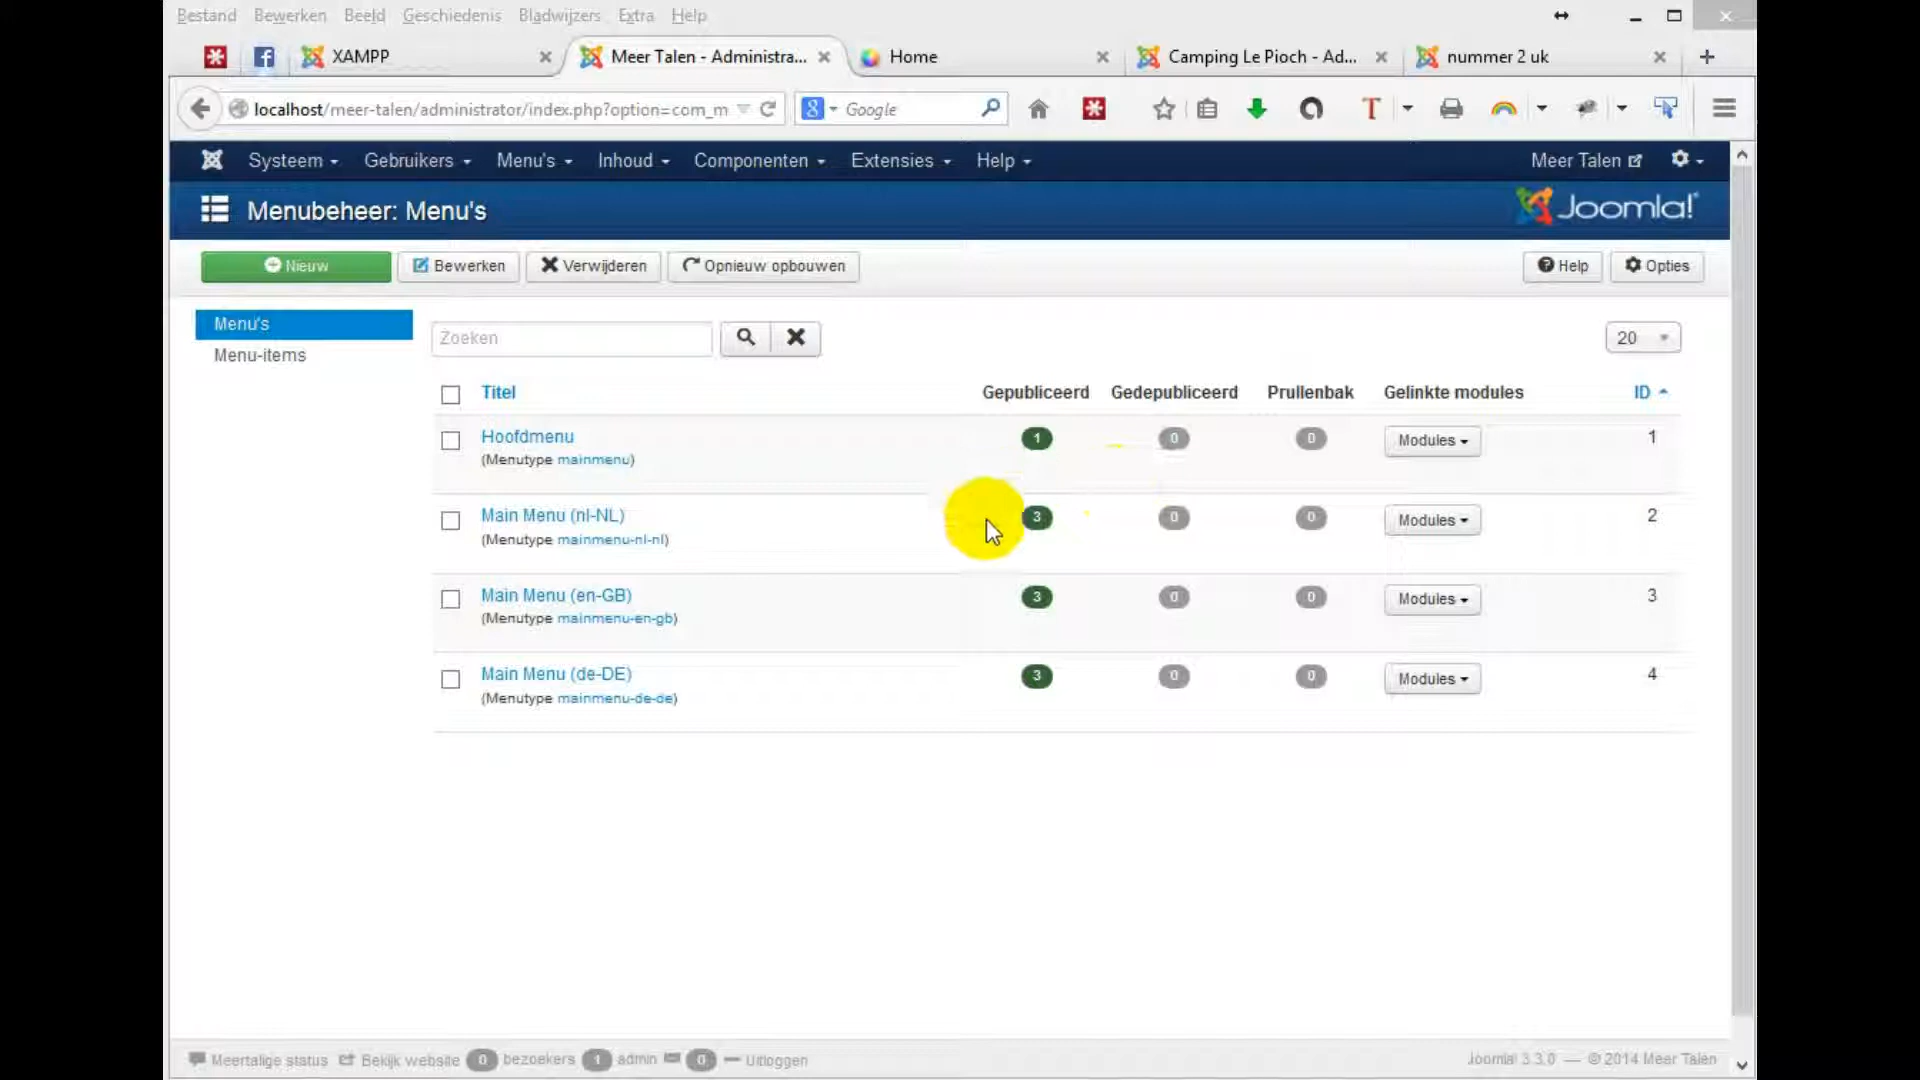 Bestand Bewerken Beeld Geschiedenis Bladwijzers Extra Help
XAMPP Meer Talen - Administra... Home Camping Le Pioch - Ad... nummer 2 uk
localhost/meer-talen/administrator/index.php?option=com_m Google
Systeem Gebruikers Menu's Inhoud Componenten Extensies Help Meer Talen
Menubeheer: Menu's Joomla!
Nieuw Bewerken Verwijderen Opnieuw opbouwen Help Opties
Menu's
Menu-items
Zoeken 20
Titel Gepubliceerd Gedepubliceerd Prullenbak Gelinkte modules ID
Hoofdmenu 1 0 0 Modules 1
(Menutype mainmenu)
Main Menu (nl-NL) 3 0 0 Modules 2
(Menutype mainmenu-nl-nl)
Main Menu (en-GB) 3 0 0 Modules 3
(Menutype mainmenu-en-gb)
Main Menu (de-DE) 3 0 0 Modules 4
(Menutype mainmenu-de-de)
Meertalige status Bekijk website 0 bezoekers 1 admin 0 Uitloggen Joomla! 3.3.0 — © 2014 Meer Talen